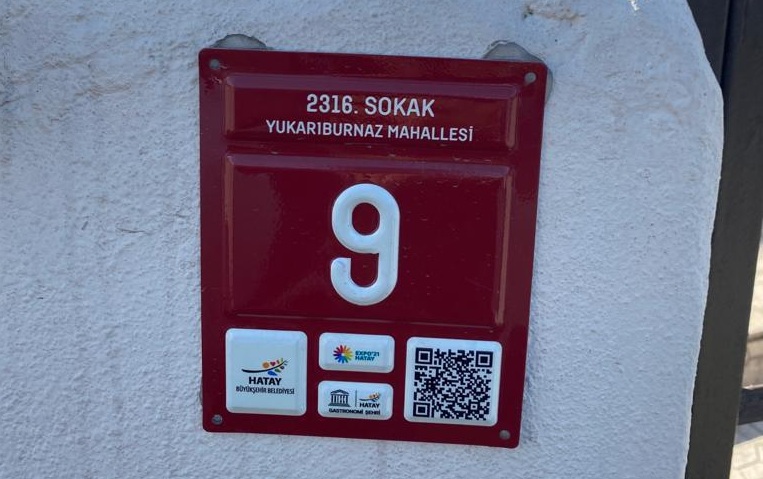 2316. SOKAK
YUKARIBURNAZ MAHALLESİ
9
HATAY
BÜYÜKŞEHİR BELEDİYESİ
EXPO'21
HATAY
HATAY
GASTRONOMİ ŞEHRİ